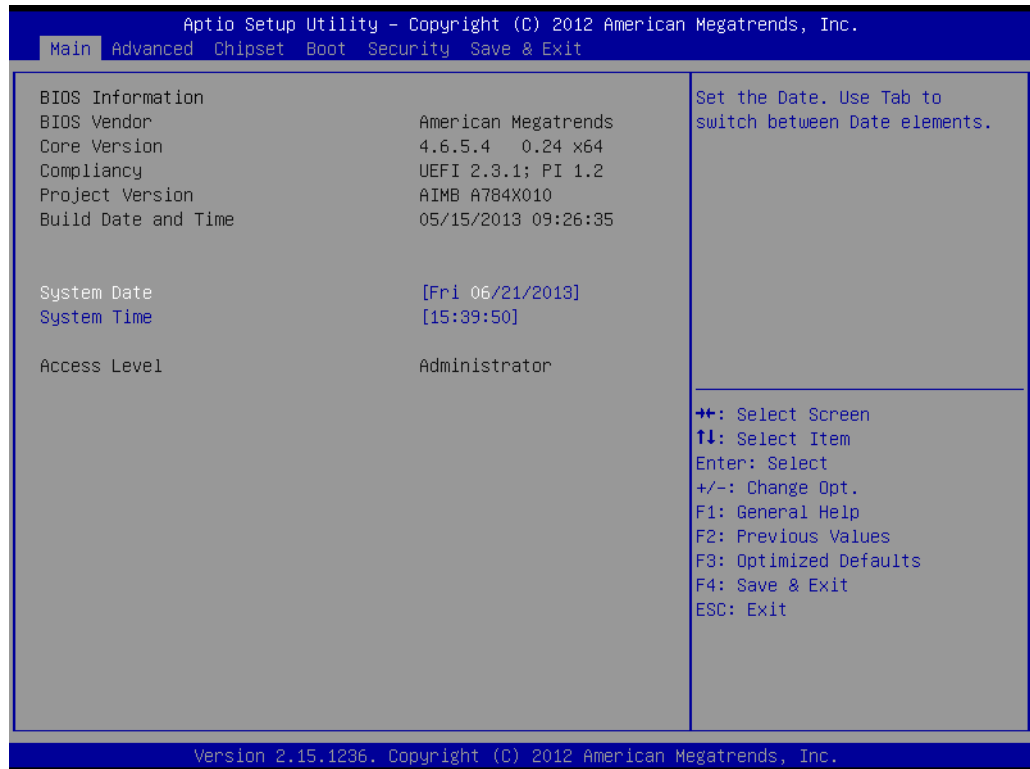 Aptio Setup Utility – Copyright (C) 2012 American Megatrends, Inc.
Main Advanced Chipset Boot Security Save & Exit
BIOS Information
BIOS Vendor American Megatrends
Core Version 4.6.5.4 0.24 x64
Compliancy UEFI 2.3.1; PI 1.2
Project Version AIMB A784X010
Build Date and Time 05/15/2013 09:26:35
System Date [Fri 06/21/2013]
System Time [15:39:50]
Access Level Administrator
Set the Date. Use Tab to
switch between Date elements.
→←: Select Screen
↑↓: Select Item
Enter: Select
+/-: Change Opt.
F1: General Help
F2: Previous Values
F3: Optimized Defaults
F4: Save & Exit
ESC: Exit
Version 2.15.1236. Copyright (C) 2012 American Megatrends, Inc.